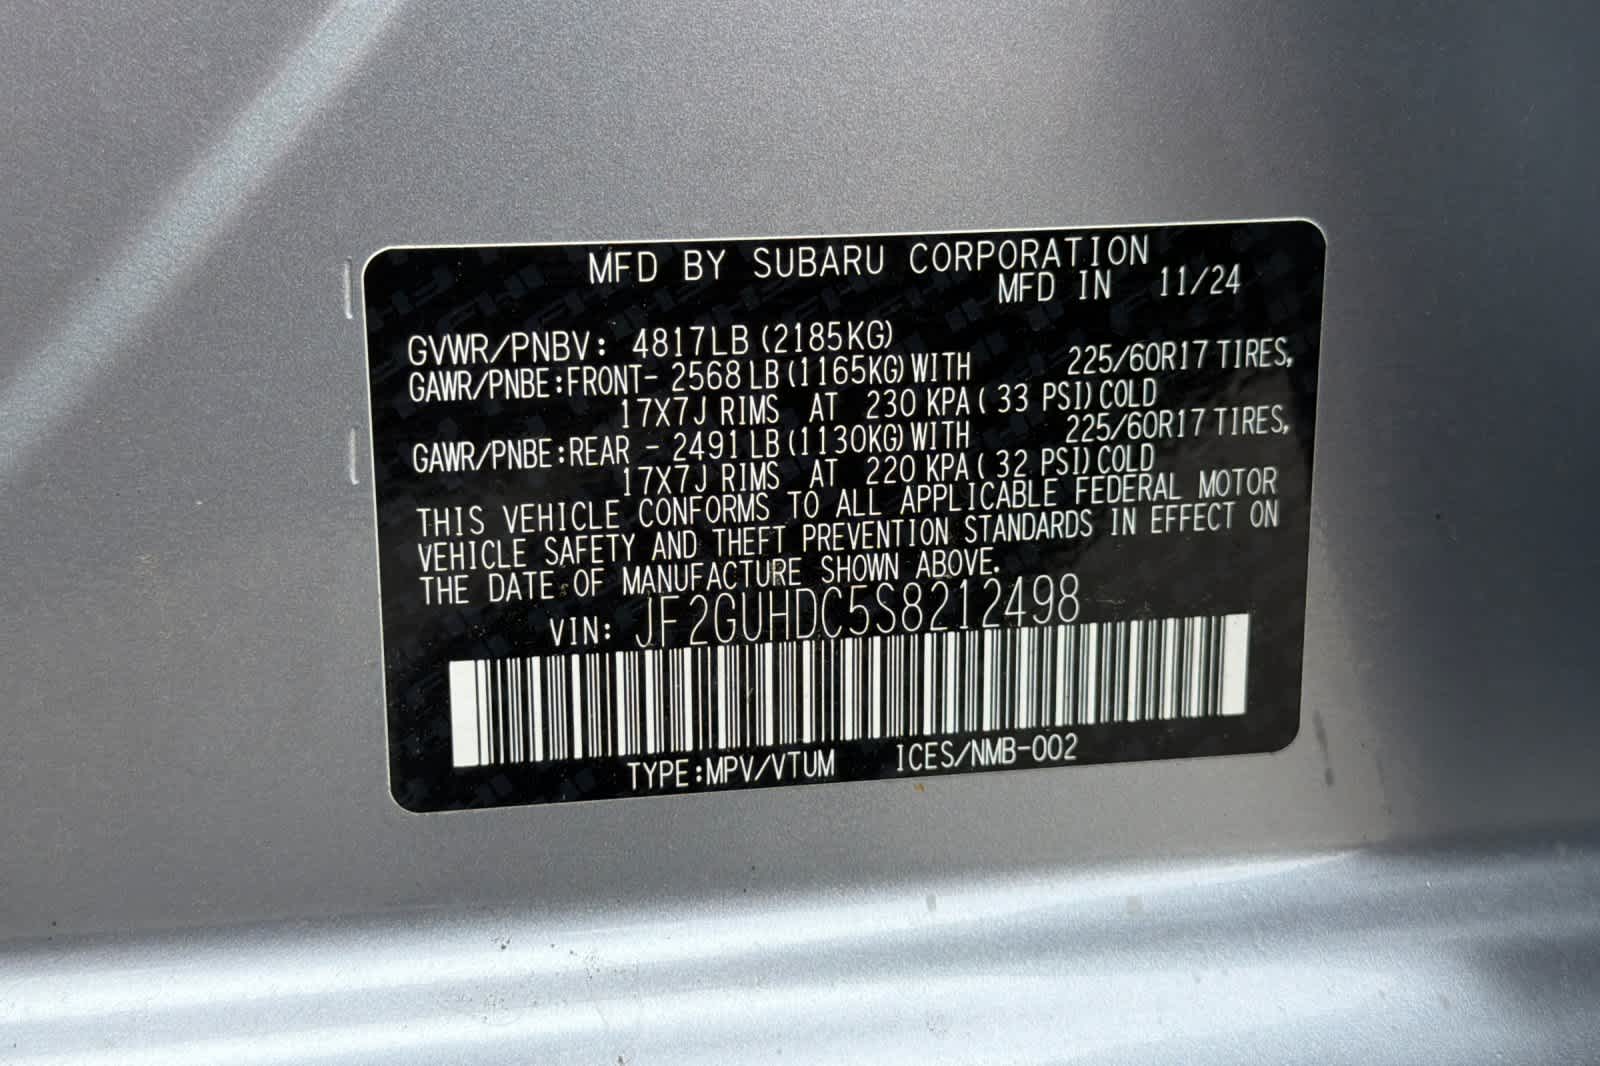 MFD BY SUBARU CORPORATION
MFD IN 11/24
GVWR/PNBV: 4817LB (2185KG)
GAWR/PNBE:FRONT- 2568 LB (1165KG) WITH 225/60R17 TIRES,
17X7J RIMS AT 230 KPA ( 33 PSI) COLD
GAWR/PNBE:REAR - 2491 LB (1130KG) WITH 225/60R17 TIRES,
17X7J RIMS AT 220 KPA ( 32 PSI) COLD
THIS VEHICLE CONFORMS TO ALL APPLICABLE FEDERAL MOTOR
VEHICLE SAFETY AND THEFT PREVENTION STANDARDS IN EFFECT ON
THE DATE OF MANUFACTURE SHOWN ABOVE.
VIN: JF2GUHDC5S8212498
TYPE:MPV/VTUM ICES/NMB-002